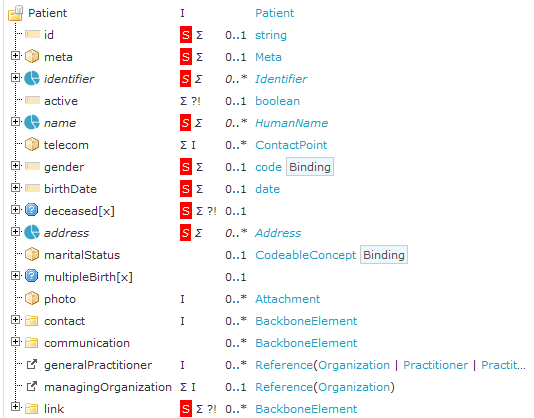 Patient I Patient
id S Σ 0..1 string
meta S Σ 0..1 Meta
identifier S Σ 0..* Identifier
active Σ ?! 0..1 boolean
name S Σ 0..* HumanName
telecom Σ I 0..* ContactPoint
gender S Σ 0..1 code Binding
birthDate S Σ 0..1 date
deceased[x] S Σ ?! 0..1
address S Σ 0..* Address
maritalStatus 0..1 CodeableConcept Binding
multipleBirth[x] 0..1
photo I 0..* Attachment
contact I 0..* BackboneElement
communication 0..* BackboneElement
generalPractitioner I 0..* Reference(Organization | Practitioner | Practit...
managingOrganization Σ I 0..1 Reference(Organization)
link S Σ ?! 0..* BackboneElement